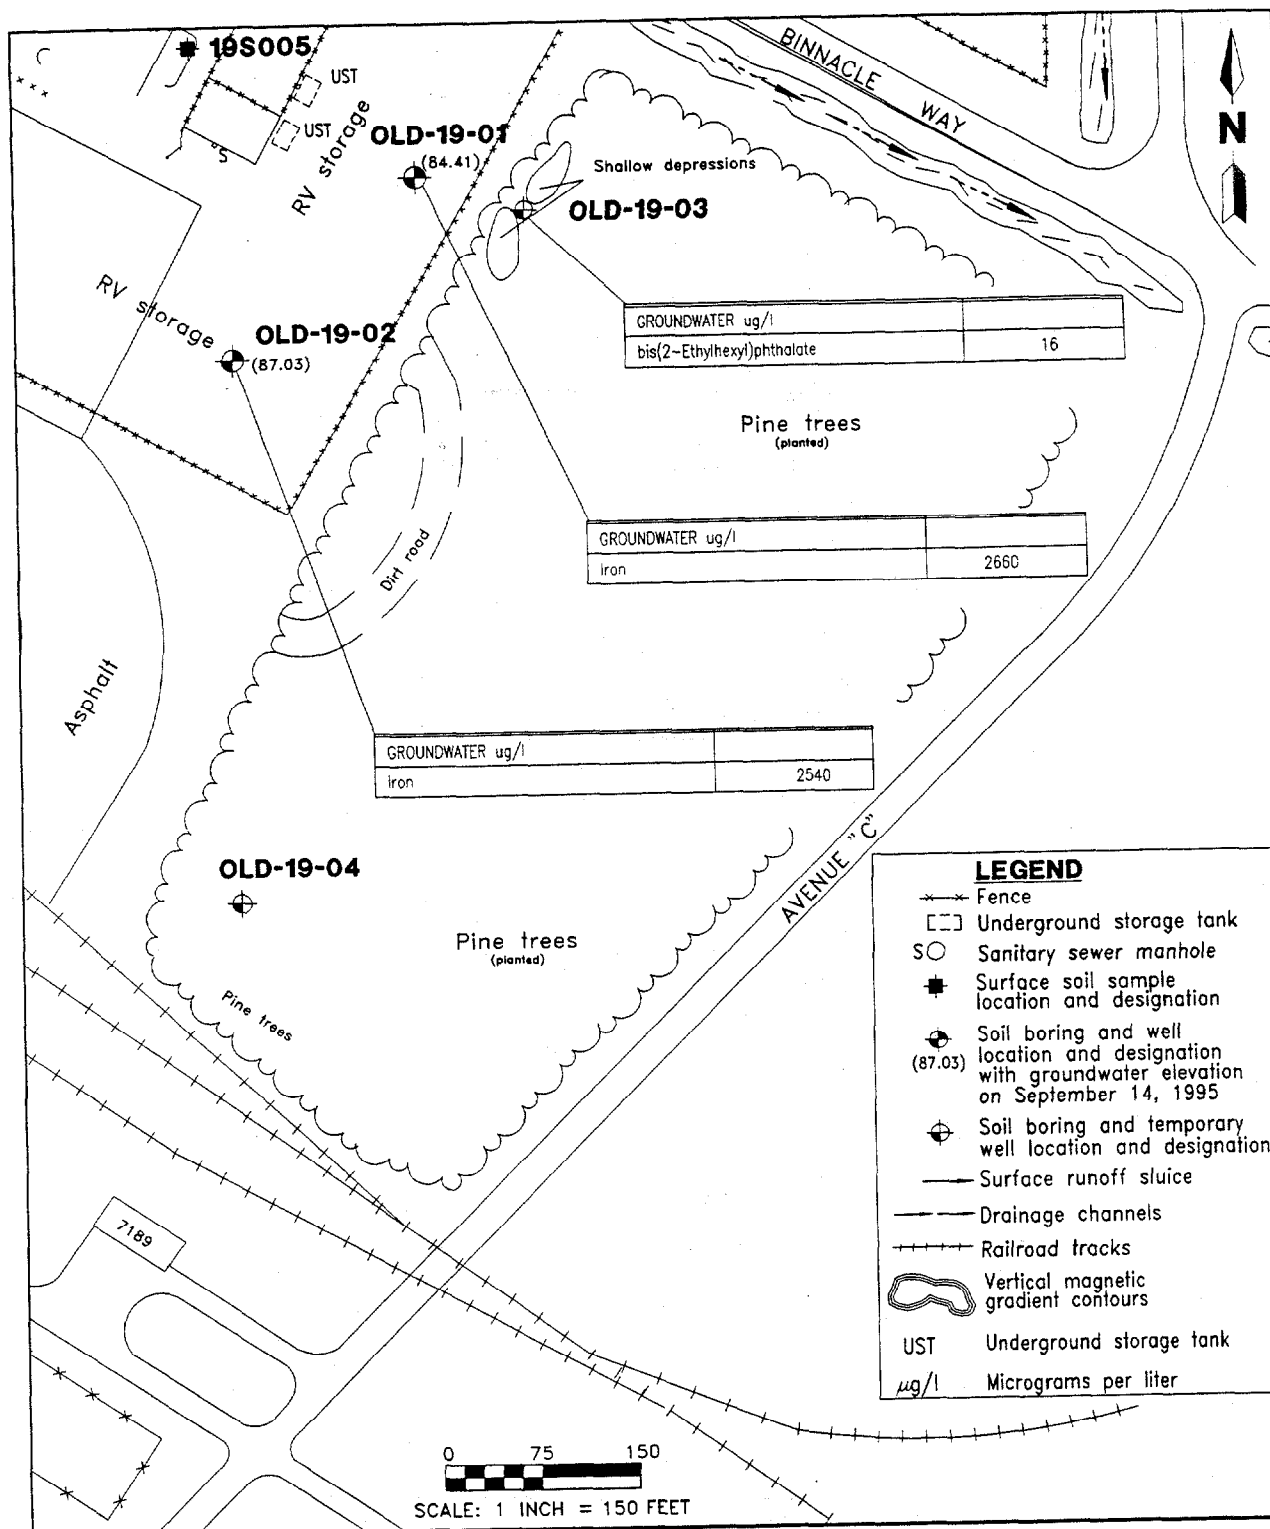 19S005
UST
UST
RV storage
OLD-19-01
(84.41)
BINNACLE WAY
N
Shallow depressions
OLD-19-03
S
RV storage
OLD-19-02
(87.03)
GROUNDWATER ug/l
bis(2-Ethylhexyl)phthalate 16
Pine trees
(planted)
GROUNDWATER ug/l
Iron 2660
Dirt road
Asphalt
GROUNDWATER ug/l
Iron 2540
OLD-19-04
AVENUE "C"
Pine trees
(planted)
Pine trees
7189
LEGEND
Fence
Underground storage tank
S Sanitary sewer manhole
Surface soil sample
location and designation
Soil boring and well
(87.03) location and designation
with groundwater elevation
on September 14, 1995
Soil boring and temporary
well location and designation
Surface runoff sluice
Drainage channels
Railroad tracks
Vertical magnetic
gradient contours
UST Underground storage tank
µg/l Micrograms per liter
0 75 150
SCALE: 1 INCH = 150 FEET